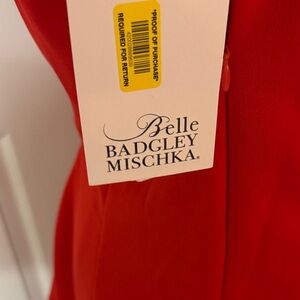 *PROOF OF PURCHASE*
REQUIRED FOR RETURN
Belle
BADGLEY
MISCHKA®